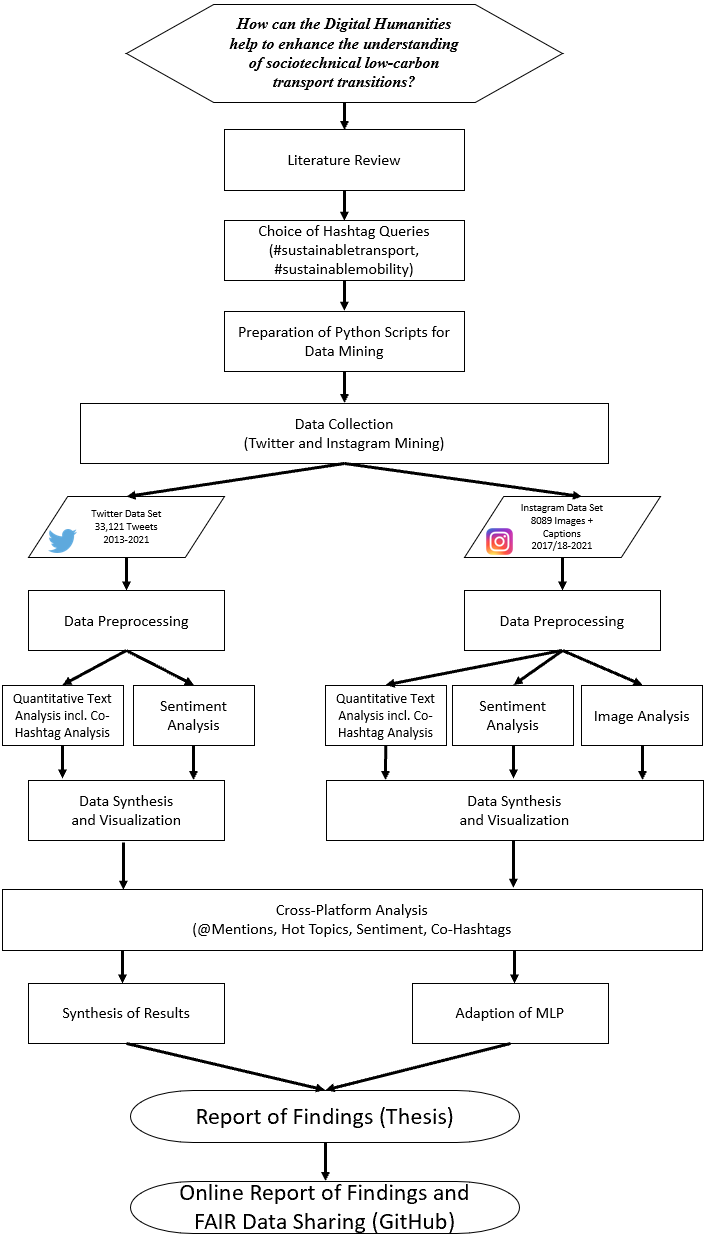 How can the Digital Humanities
help to enhance the understanding
of sociotechnical low-carbon
transport transitions?
Literature Review
Choice of Hashtag Queries
(#sustainabletransport,
#sustainablemobility)
Preparation of Python Scripts for
Data Mining
Data Collection
(Twitter and Instagram Mining)
Twitter Data Set
33,121 Tweets
2013-2021
Instagram Data Set
8089 Images +
Captions
2017/18-2021
Data Preprocessing
Data Preprocessing
Quantitative Text
Analysis incl. Co-
Hashtag Analysis
Sentiment
Analysis
Quantitative Text
Analysis incl. Co-
Hashtag Analysis
Sentiment
Analysis
Image Analysis
Data Synthesis
and Visualization
Data Synthesis
and Visualization
Cross-Platform Analysis
(@Mentions, Hot Topics, Sentiment, Co-Hashtags
Synthesis of Results
Adaption of MLP
Report of Findings (Thesis)
Online Report of Findings and
FAIR Data Sharing (GitHub)